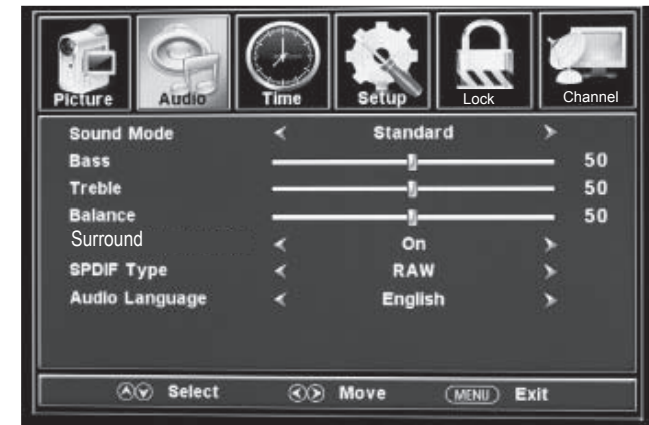 Picture Audio Time Setup Lock Channel
Sound Mode Standard
Bass 50
Treble 50
Balance 50
Surround On
SPDIF Type RAW
Audio Language English
Select Move MENU Exit